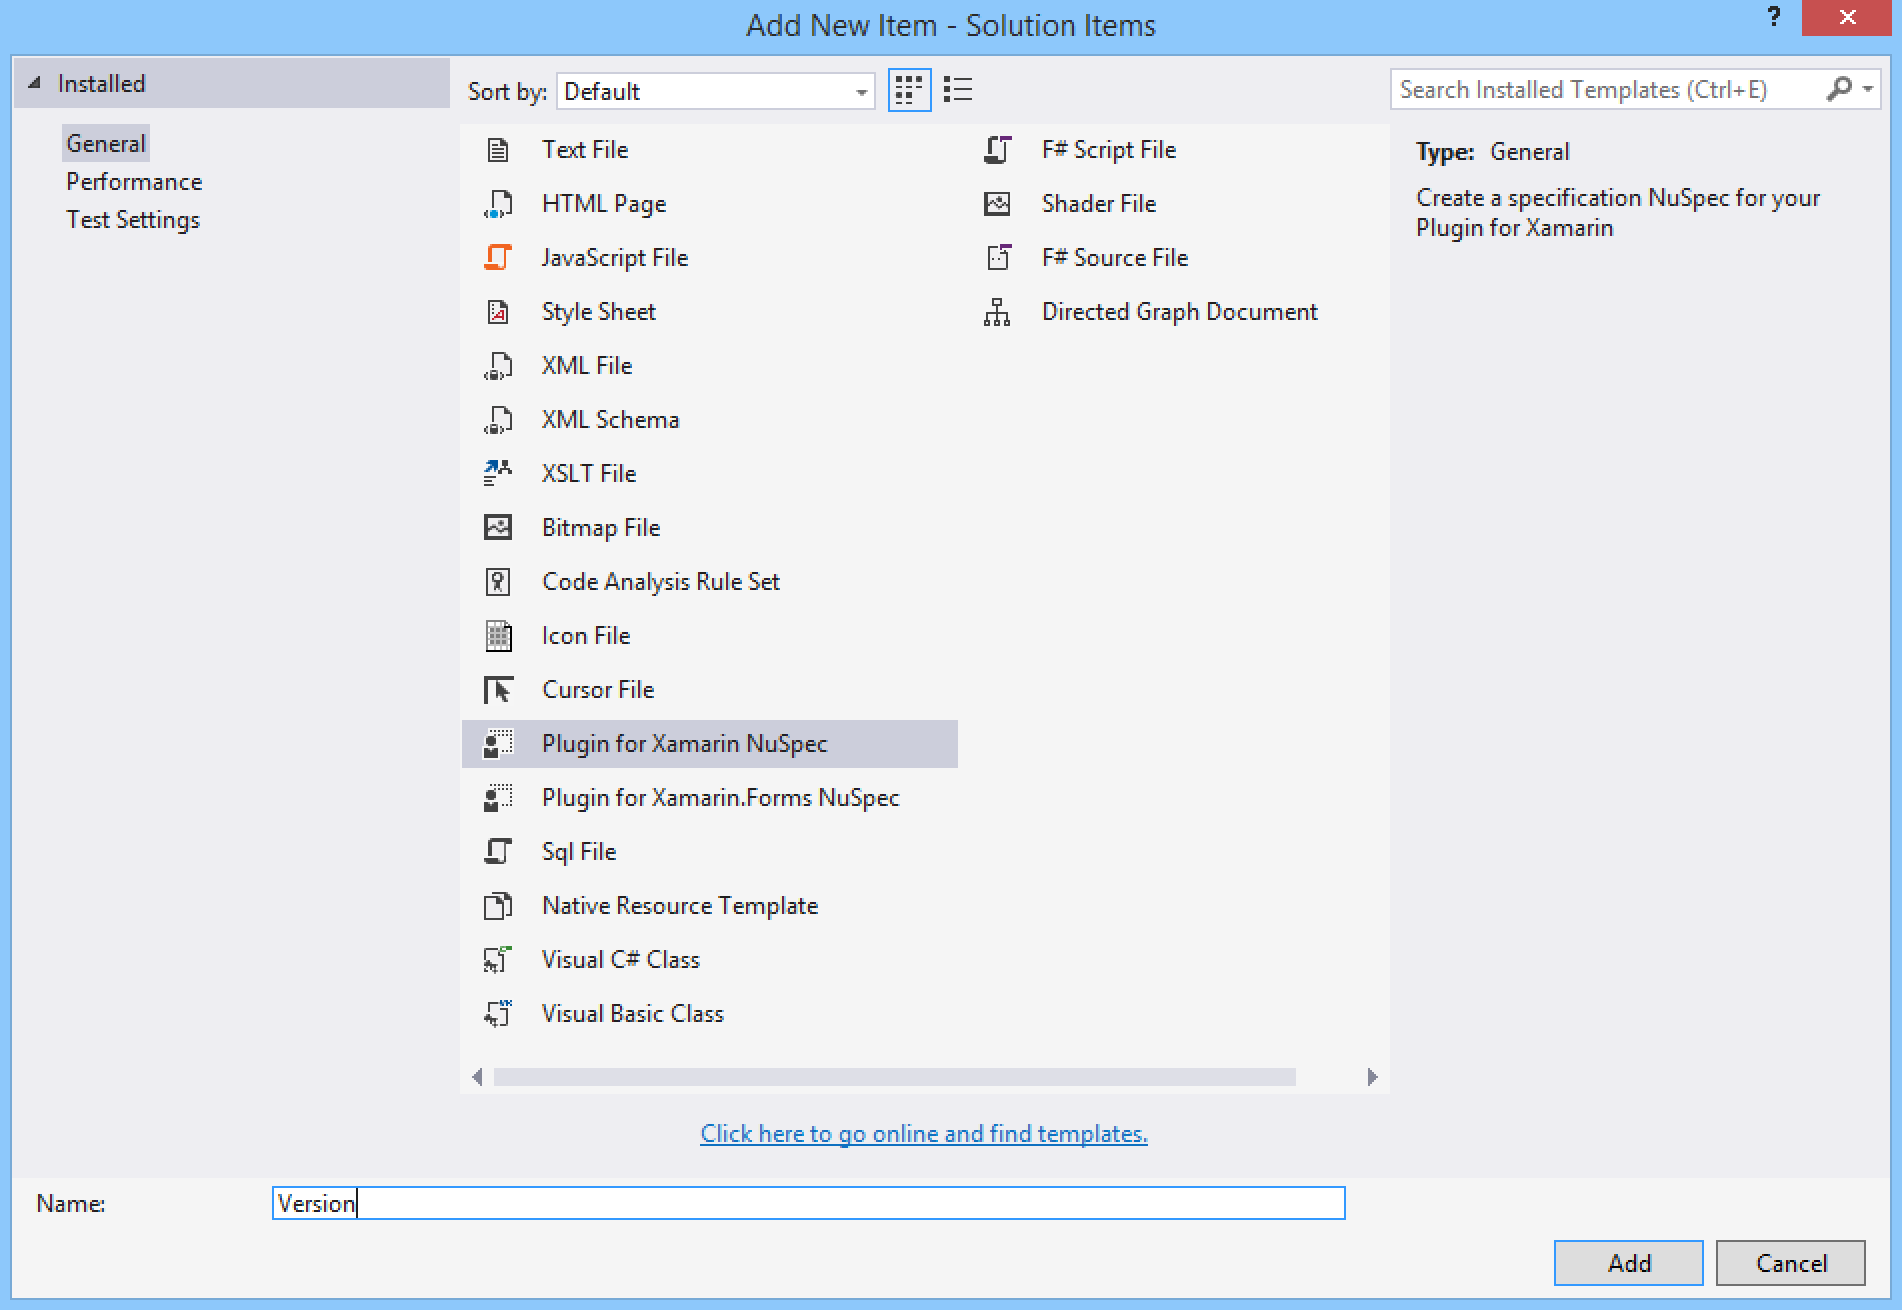 Add New Item - Solution Items
?
Installed
General
Performance
Test Settings
Sort by: Default
Search Installed Templates (Ctrl+E)
Text File
HTML Page
JavaScript File
Style Sheet
XML File
XML Schema
XSLT File
Bitmap File
Code Analysis Rule Set
Icon File
Cursor File
Plugin for Xamarin NuSpec
Plugin for Xamarin.Forms NuSpec
Sql File
Native Resource Template
Visual C# Class
Visual Basic Class
F# Script File
Shader File
F# Source File
Directed Graph Document
Type: General
Create a specification NuSpec for your
Plugin for Xamarin
Click here to go online and find templates.
Name: Version
Add
Cancel